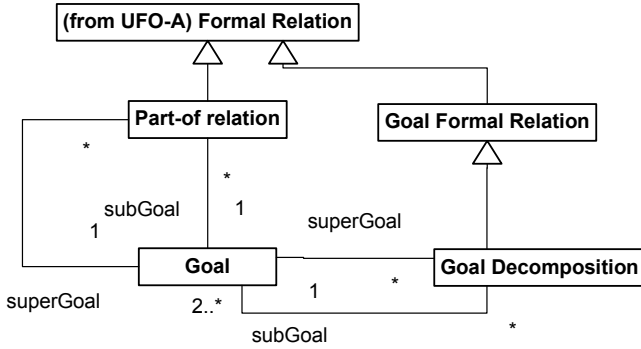 (from UFO-A) Formal Relation
Part-of relation
Goal Formal Relation
*
*
subGoal
1
superGoal
1
Goal
Goal Decomposition
superGoal
2..*
1
*
subGoal
*